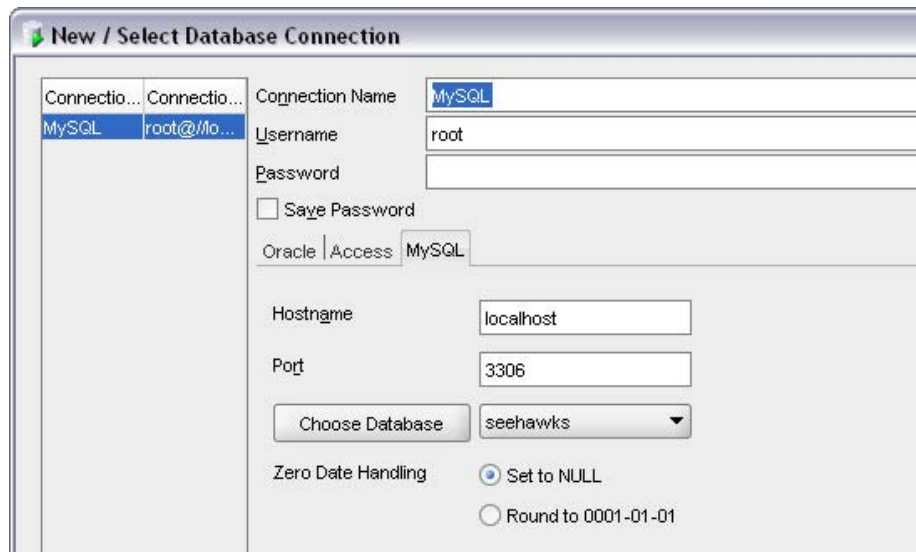 New / Select Database Connection
Connectio... Connectio...
MySQL root@//lo...
Connection Name MySQL
Username root
Password
Save Password
Oracle Access MySQL
Hostname localhost
Port 3306
Choose Database seehawks
Zero Date Handling Set to NULL
Round to 0001-01-01